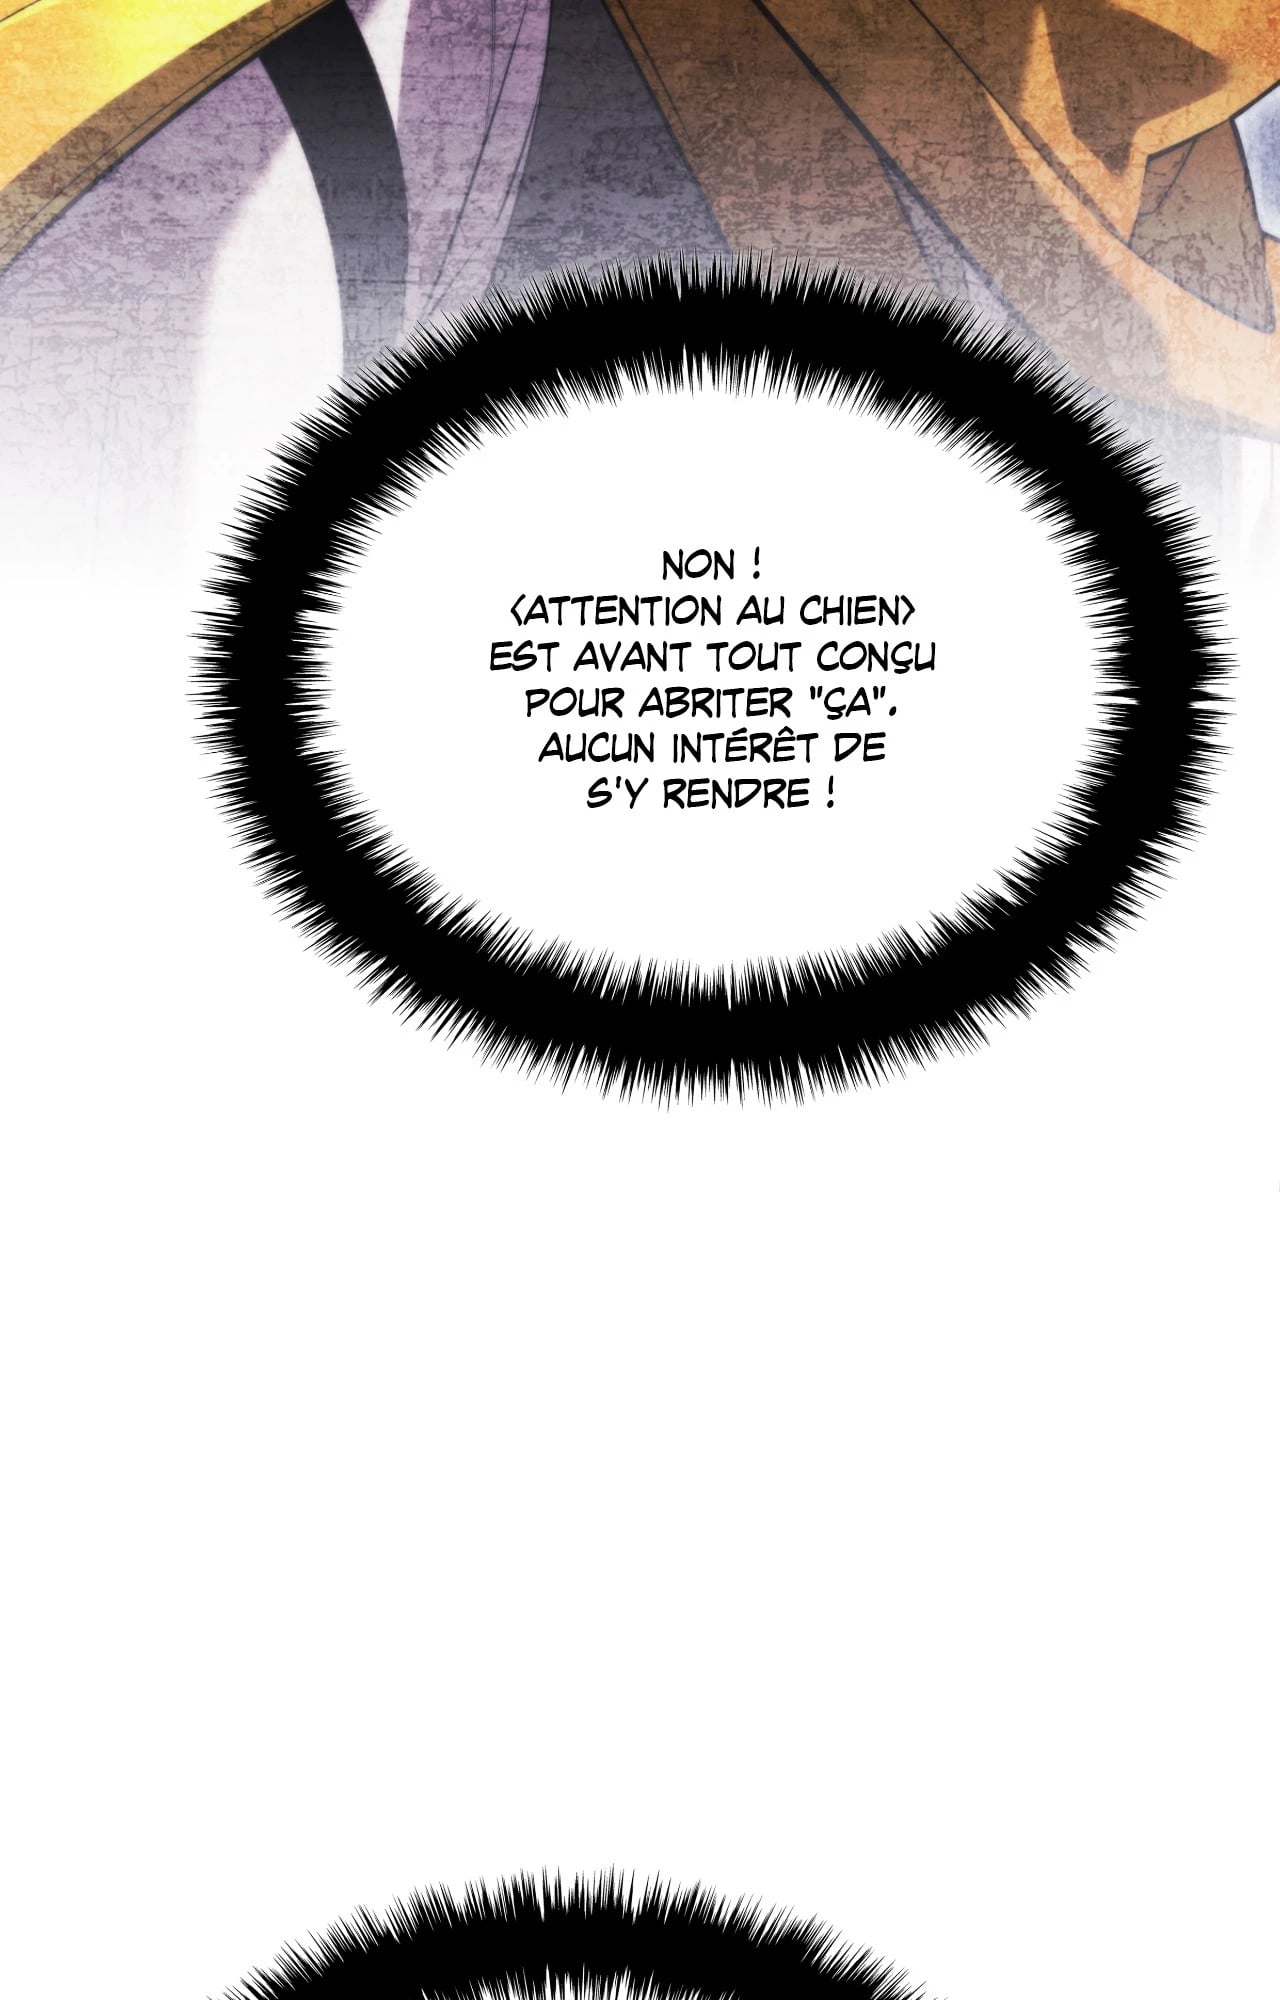 NON !
<ATTENTION AU CHIEN>
EST AVANT TOUT CONÇU
POUR ABRITER "ÇA".
AUCUN INTÉRÊT DE
S'Y RENDRE !